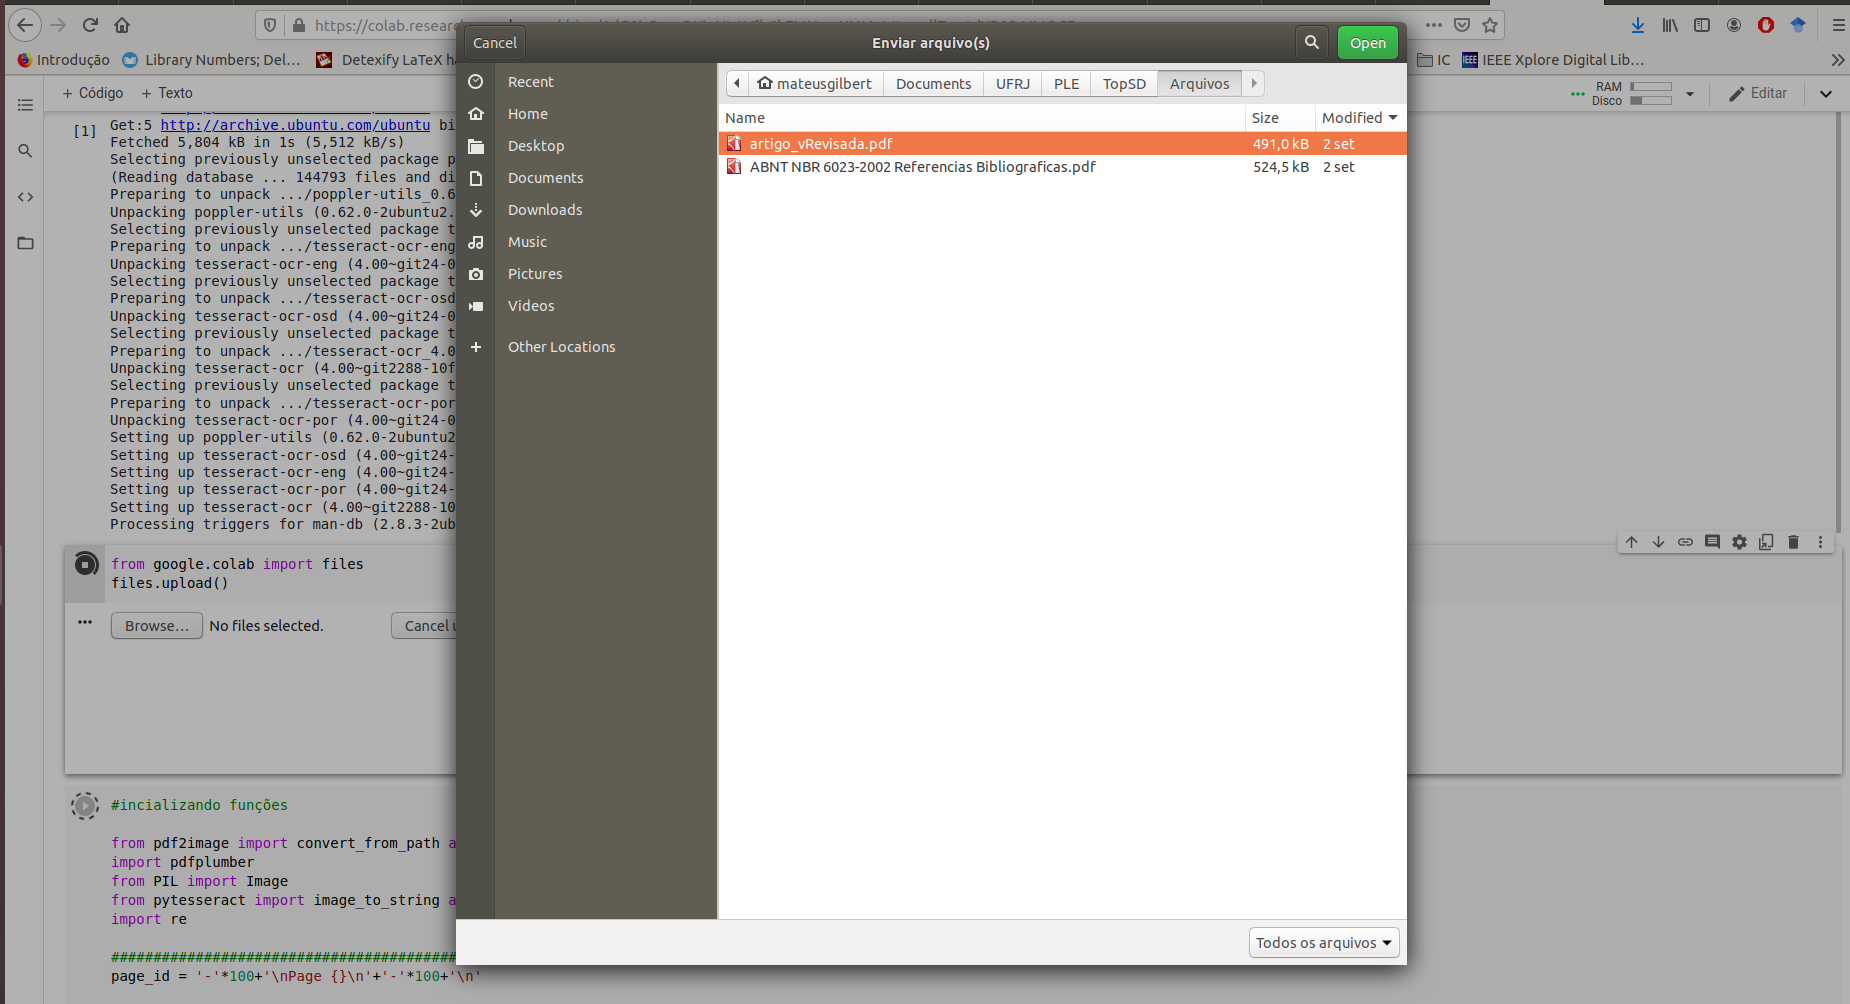 https://colab.researc
Introdução
Library Numbers; Del…
Detexify LaTeX h
IC
IEEE Xplore Digital Lib…
+ Código + Texto
RAM
Disco
Editar
[1]
Get:5 http://archive.ubuntu.com/ubuntu bi
Fetched 5,804 kB in 1s (5,512 kB/s)
Selecting previously unselected package p
(Reading database ... 144793 files and di
Preparing to unpack .../poppler-utils_0.6
Unpacking poppler-utils (0.62.0-2ubuntu2.
Selecting previously unselected package t
Preparing to unpack .../tesseract-ocr-eng
Unpacking tesseract-ocr-eng (4.00~git24-0
Selecting previously unselected package t
Preparing to unpack .../tesseract-ocr-osd
Unpacking tesseract-ocr-osd (4.00~git24-0
Selecting previously unselected package t
Preparing to unpack .../tesseract-ocr_4.0
Unpacking tesseract-ocr (4.00~git2288-10f
Selecting previously unselected package t
Preparing to unpack .../tesseract-ocr-por
Unpacking tesseract-ocr-por (4.00~git24-0
Setting up poppler-utils (0.62.0-2ubuntu2
Setting up tesseract-ocr-osd (4.00~git24-
Setting up tesseract-ocr-eng (4.00~git24-
Setting up tesseract-ocr-por (4.00~git24-
Setting up tesseract-ocr (4.00~git2288-10
Processing triggers for man-db (2.8.3-2ub
from google.colab import files
files.upload()
Browse… No files selected. Cancel u
#incializando funções
from pdf2image import convert_from_path a
import pdfplumber
from PIL import Image
from pytesseract import image_to_string a
import re
#########################################
page_id = '-'*100+'\nPage {}\n'+'-'*100+'\n'
Cancel
Enviar arquivo(s)
Open
Recent
Home
Desktop
Documents
Downloads
Music
Pictures
Videos
+ Other Locations
mateusgilbert Documents UFRJ PLE TopSD Arquivos
Name Size Modified
artigo_vRevisada.pdf 491,0 kB 2 set
ABNT NBR 6023-2002 Referencias Bibliograficas.pdf 524,5 kB 2 set
Todos os arquivos